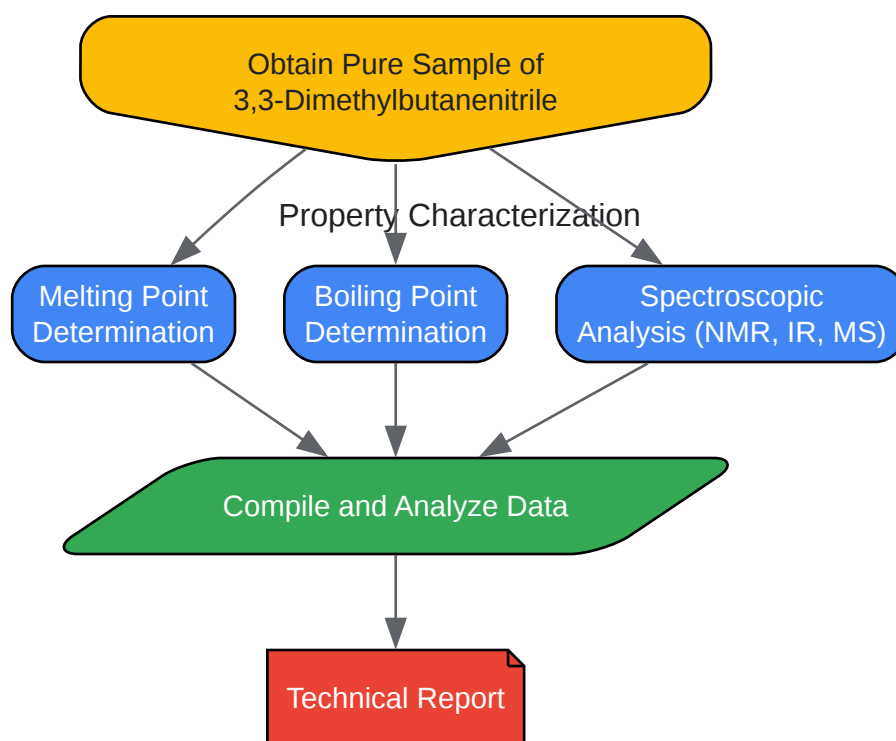 Obtain Pure Sample of
3,3-Dimethylbutanenitrile
Property Characterization
Melting Point
Determination
Boiling Point
Determination
Spectroscopic
Analysis (NMR, IR, MS)
Compile and Analyze Data
Technical Report